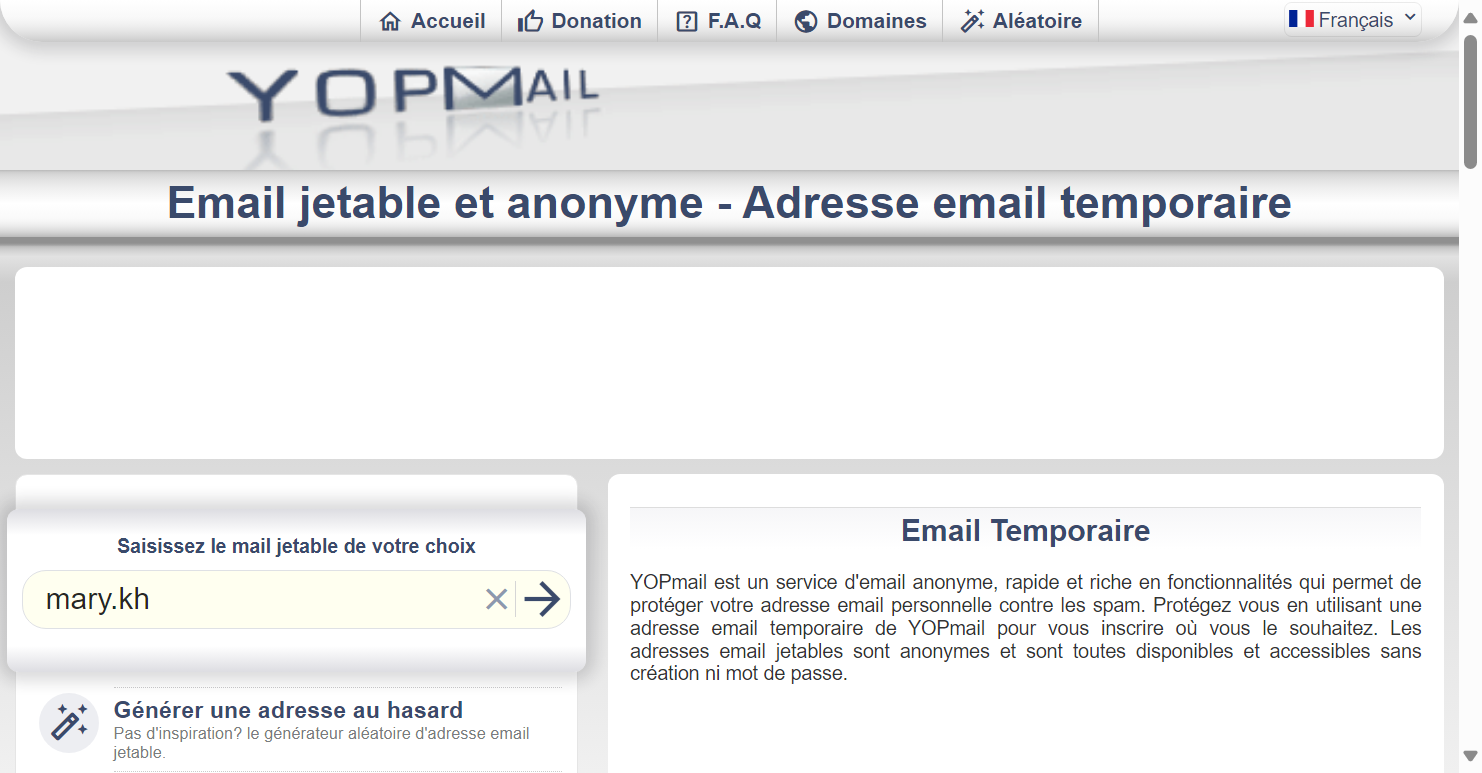 Accueil Donation F.A.Q Domaines Aléatoire Français
YOPMAIL
Email jetable et anonyme - Adresse email temporaire
Saisissez le mail jetable de votre choix
mary.kh
Générer une adresse au hasard
Pas d'inspiration? le générateur aléatoire d'adresse email
jetable.
Email Temporaire
YOPmail est un service d'email anonyme, rapide et riche en fonctionnalités qui permet de
protéger votre adresse email personnelle contre les spam. Protégez vous en utilisant une
adresse email temporaire de YOPmail pour vous inscrire où vous le souhaitez. Les
adresses email jetables sont anonymes et sont toutes disponibles et accessibles sans
création ni mot de passe.